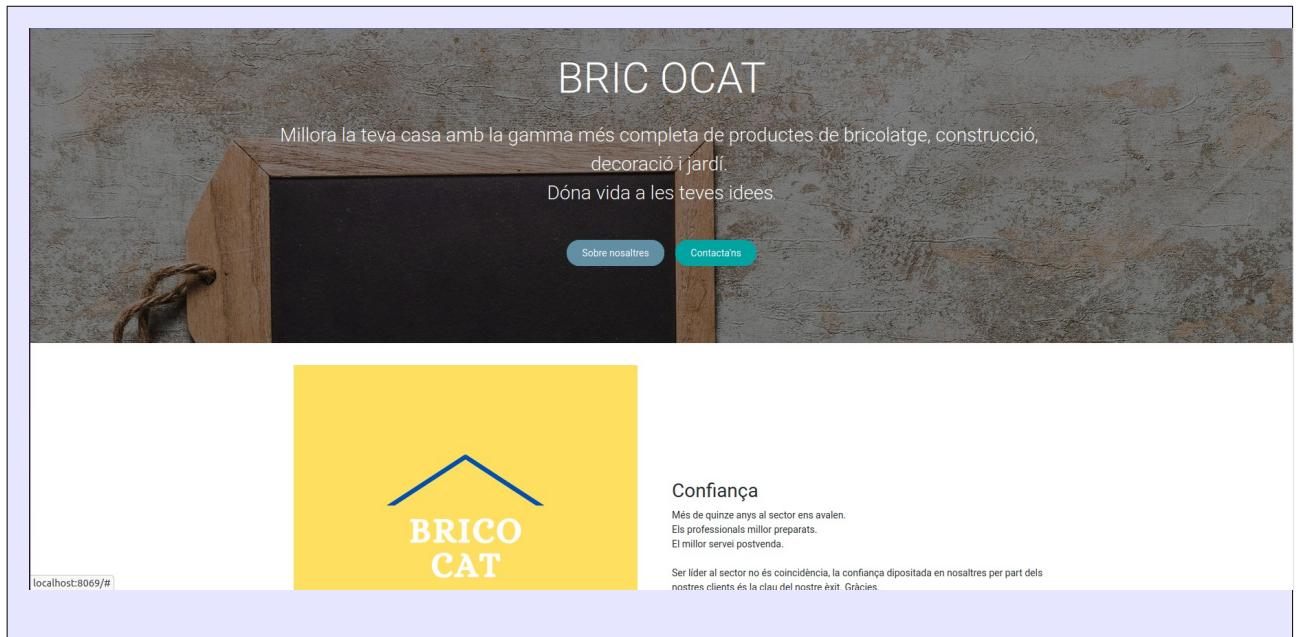 BRIC OCAT
Millora la teva casa amb la gamma més completa de productes de bricolatge, construcció,
decoració i jardí.
Dóna vida a les teves idees.
Sobre nosaltres
Contacta'ns
BRICO
CAT
Confiança
Més de quinze anys al sector ens avalen.
Els professionals millor preparats.
El millor servei postvenda.
Ser líder al sector no és coincidència, la confiança dipositada en nosaltres per part dels
nostres clients és la clau del nostre èxit. Gràcies.
localhost:8069/#